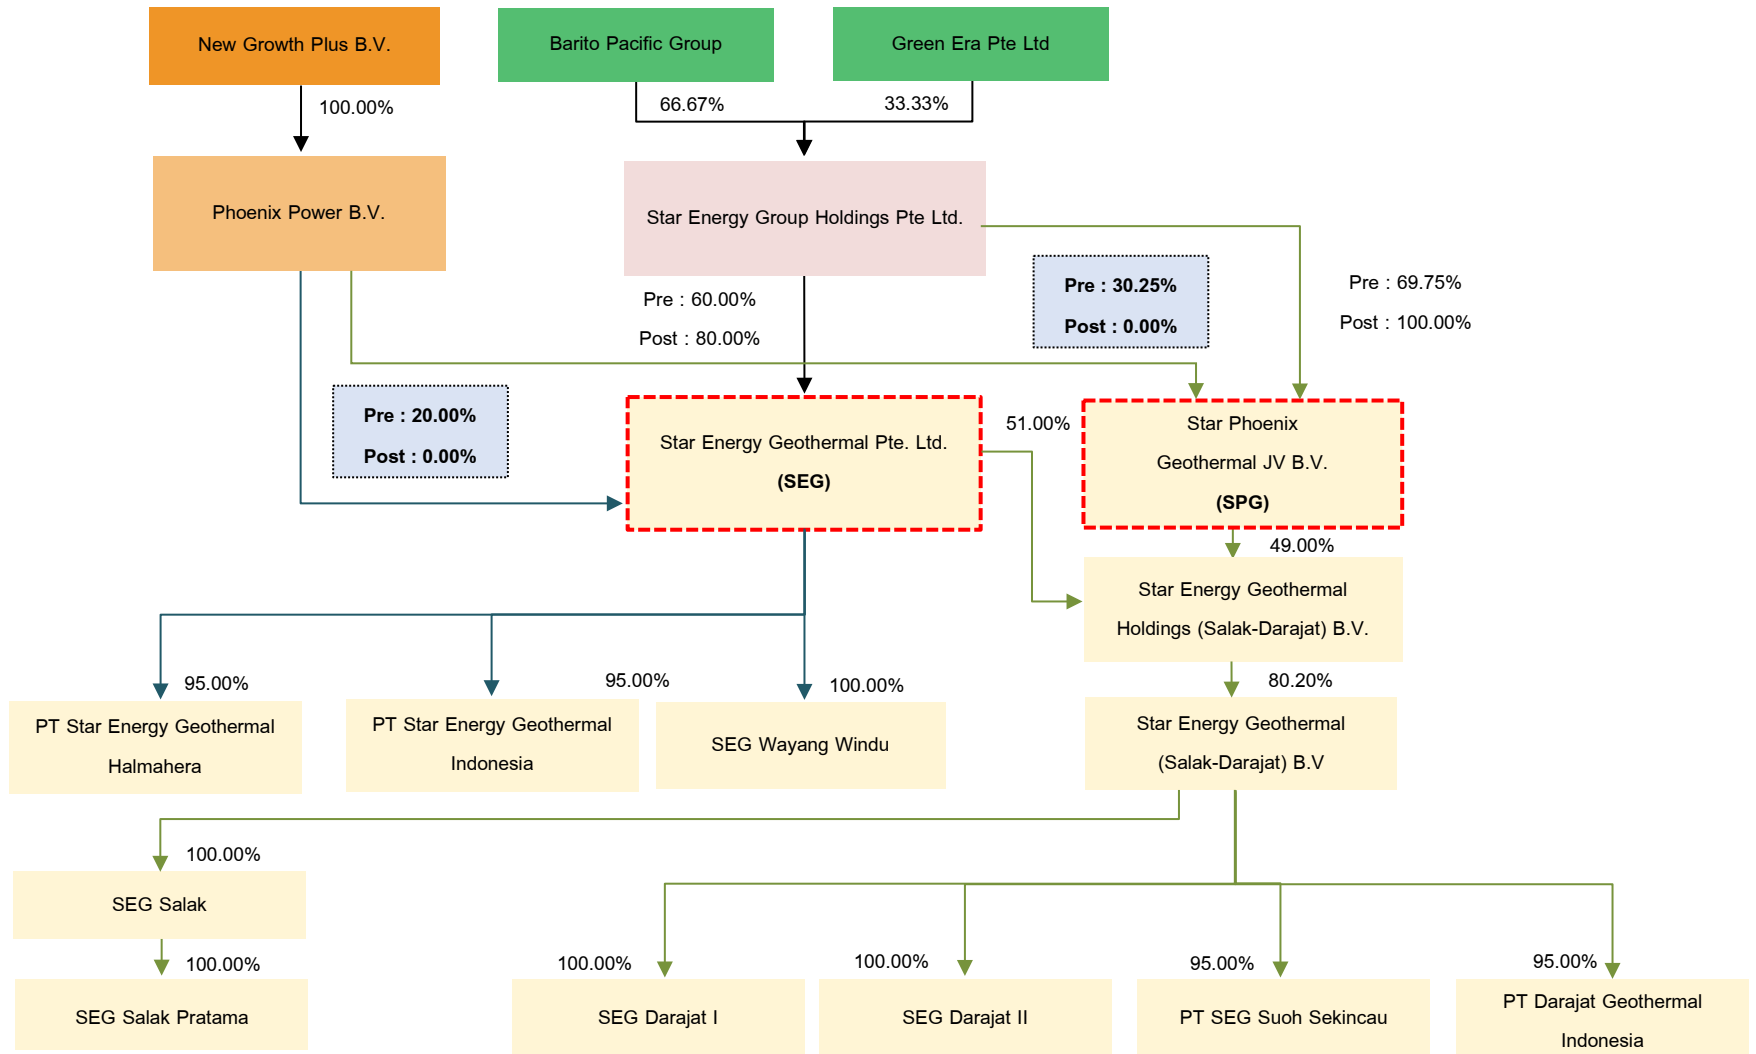 New Growth Plus B.V.
Barito Pacific Group
Green Era Pte Ltd
100.00%
66.67%
33.33%
Phoenix Power B.V.
Star Energy Group Holdings Pte Ltd.
Pre : 60.00%
Post : 80.00%
Pre : 30.25%
Post : 0.00%
Pre : 69.75%
Post : 100.00%
Pre : 20.00%
Post : 0.00%
Star Energy Geothermal Pte. Ltd.
(SEG)
51.00%
Star Phoenix
Geothermal JV B.V.
(SPG)
49.00%
Star Energy Geothermal
Holdings (Salak-Darajat) B.V.
80.20%
95.00%
95.00%
100.00%
PT Star Energy Geothermal
Halmahera
PT Star Energy Geothermal
Indonesia
SEG Wayang Windu
Star Energy Geothermal
(Salak-Darajat) B.V
100.00%
SEG Salak
100.00%
SEG Salak Pratama
100.00%
SEG Darajat I
100.00%
SEG Darajat II
95.00%
PT SEG Suoh Sekincau
95.00%
PT Darajat Geothermal
Indonesia